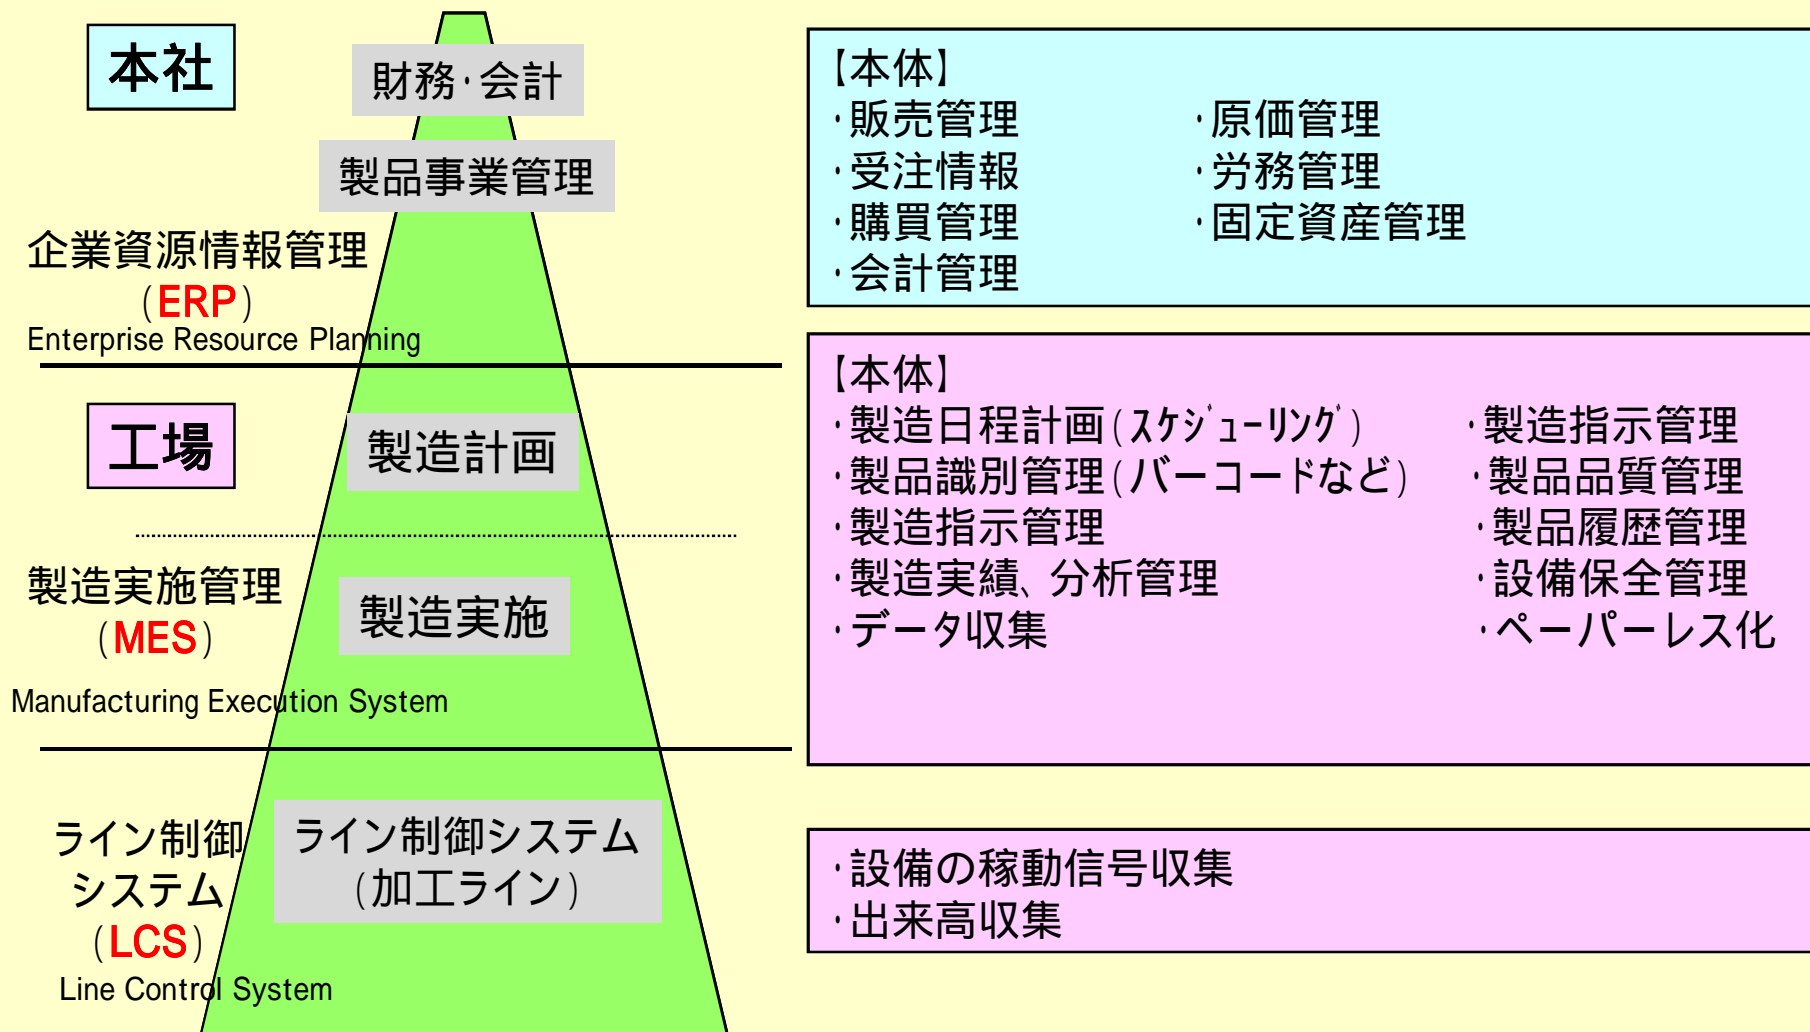 本社
財務・会計
製品事業管理
企業資源情報管理
(ERP)
Enterprise Resource Planning
【本体】
・販売管理 ・原価管理
・受注情報 ・労務管理
・購買管理 ・固定資産管理
・会計管理
工場
製造計画
製造実施管理
(MES)
製造実施
Manufacturing Execution System
【本体】
・製造日程計画(スケジューリング) ・製造指示管理
・製品識別管理(バーコードなど) ・製品品質管理
・製造指示管理 ・製品履歴管理
・製造実績、分析管理 ・設備保全管理
・データ収集 ・ペーパーレス化
ライン制御
システム
(LCS)
Line Control System
ライン制御システム
(加工ライン)
・設備の稼動信号収集
・出来高収集